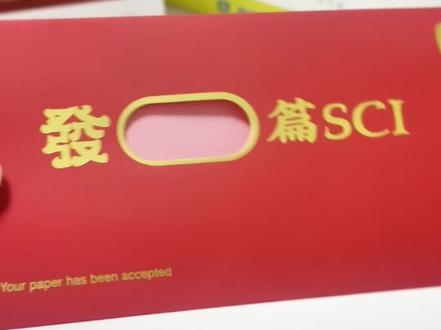 發 篇SCI
Your paper has been accepted